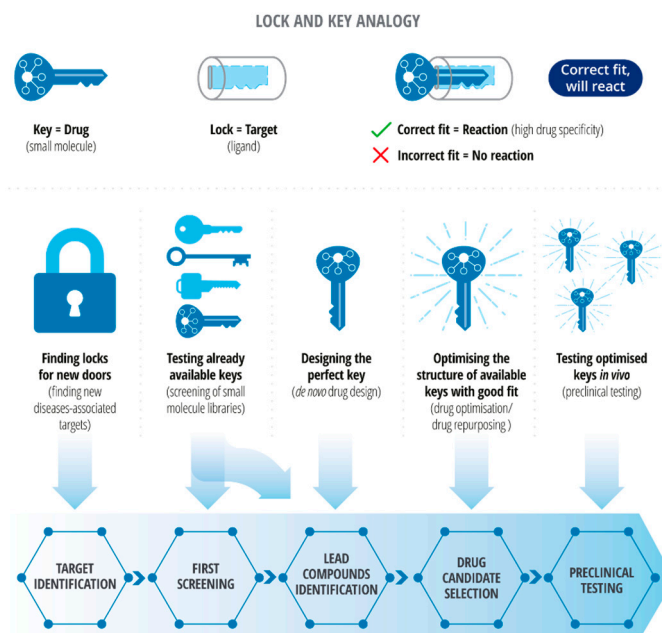 LOCK AND KEY ANALOGY
Key = Drug
(small molecule)
Lock = Target
(ligand)
Correct fit = Reaction (high drug specificity)
Incorrect fit = No reaction
Correct fit,
will react
Finding locks
for new doors
(finding new
diseases-associated
targets)
Testing already
available keys
(screening of small
molecule libraries)
Designing the
perfect key
(de novo drug design)
Optimising the
structure of available
keys with good fit
(drug optimisation/
drug repurposing )
Testing optimised
keys in vivo
(preclinical testing)
TARGET
IDENTIFICATION
FIRST
SCREENING
LEAD
COMPOUNDS
IDENTIFICATION
DRUG
CANDIDATE
SELECTION
PRECLINICAL
TESTING